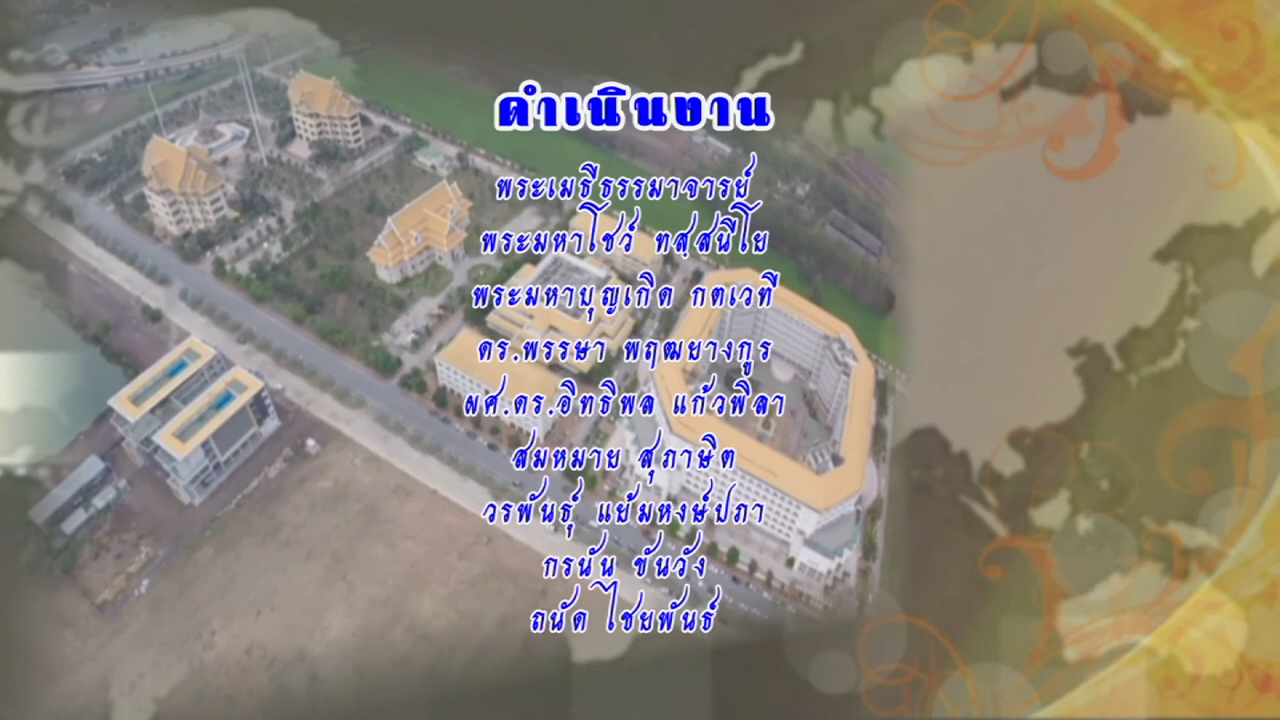 ดำเนินงาน
พระเมธีธรรมาจารย์
พระมหาโชว์ ทสฺสนีโย
พระมหาบุญเกิด กตเวที
ดร.พรรษา พฤฒยางกูร
ผศ.ดร.อิทธิพล แก้วพิลา
สมหมาย สุภาษิต
วรพันธุ์ แย้มหงษ์ปภา
กรนัน ขันวัง
ถนัด ไชยพันธ์